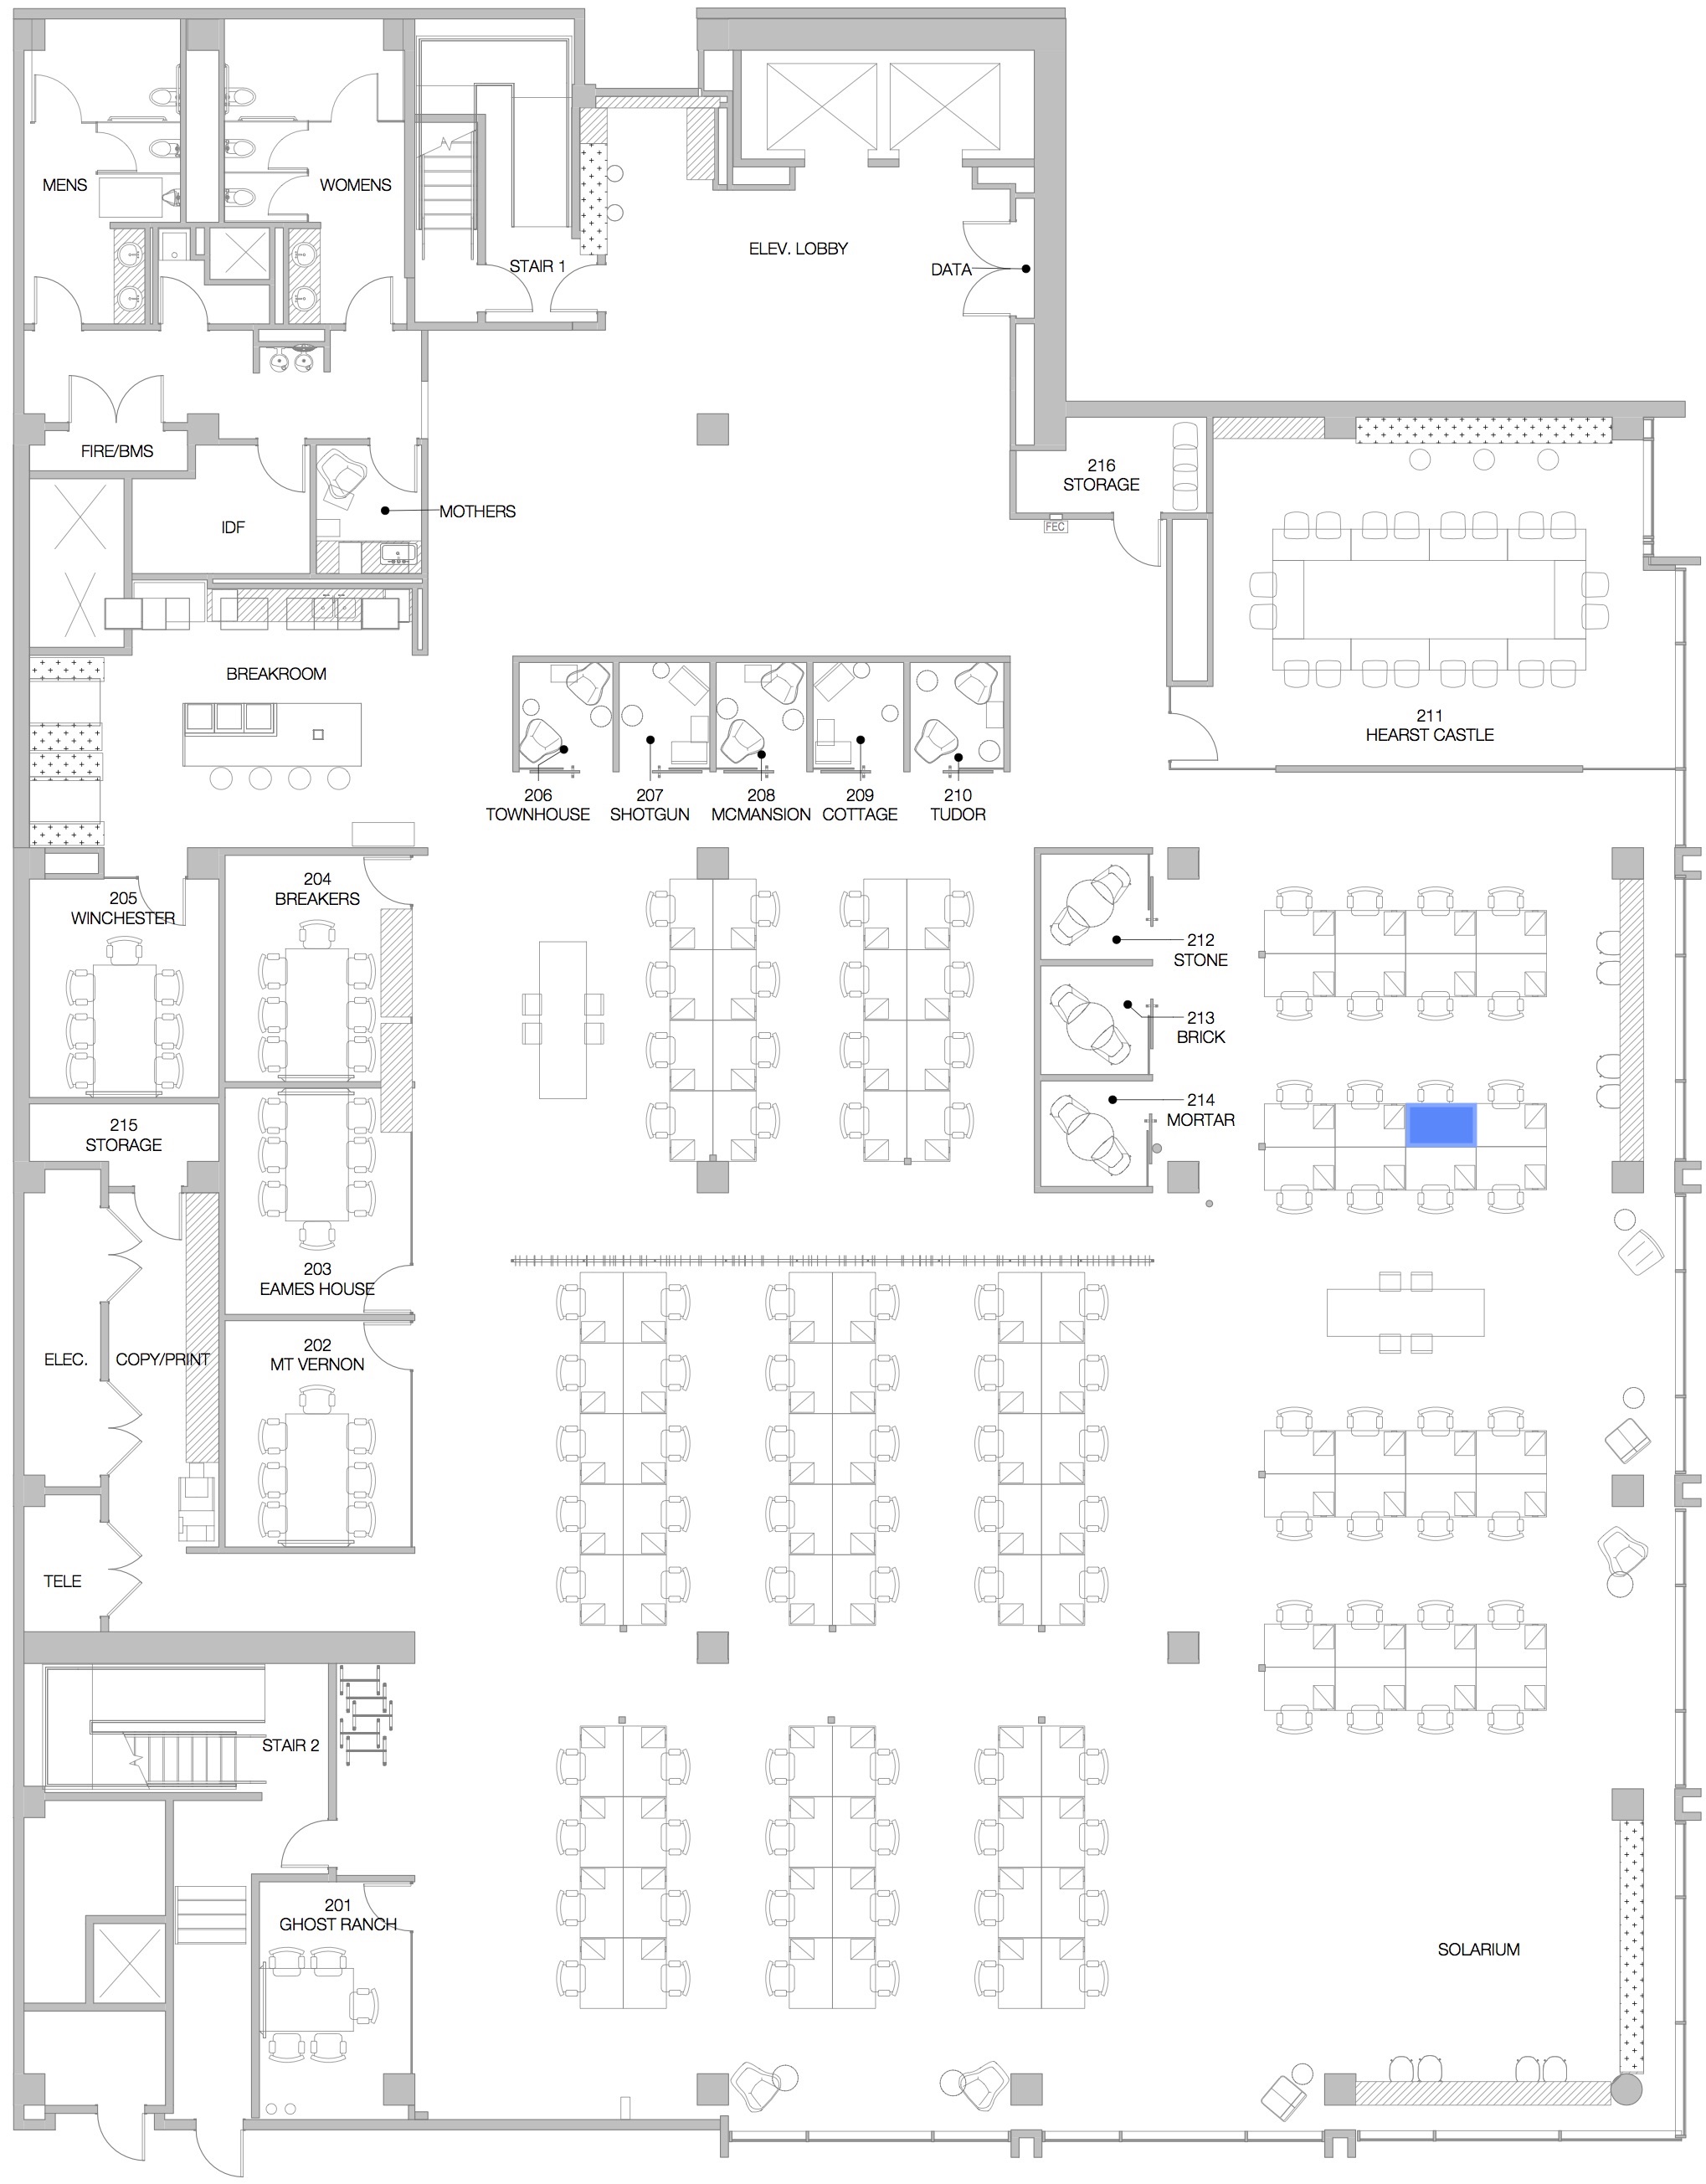 MENS
WOMENS
STAIR 1
ELEV. LOBBY
DATA
FIRE/BMS
IDF
MOTHERS
216
STORAGE
FEC
BREAKROOM
211
HEARST CASTLE
206
TOWNHOUSE
207
SHOTGUN
208
MCMANSION
209
COTTAGE
210
TUDOR
205
WINCHESTER
204
BREAKERS
212
STONE
213
BRICK
214
MORTAR
215
STORAGE
203
EAMES HOUSE
202
MT VERNON
ELEC.
COPY/PRINT
TELE
STAIR 2
201
GHOST RANCH
SOLARIUM